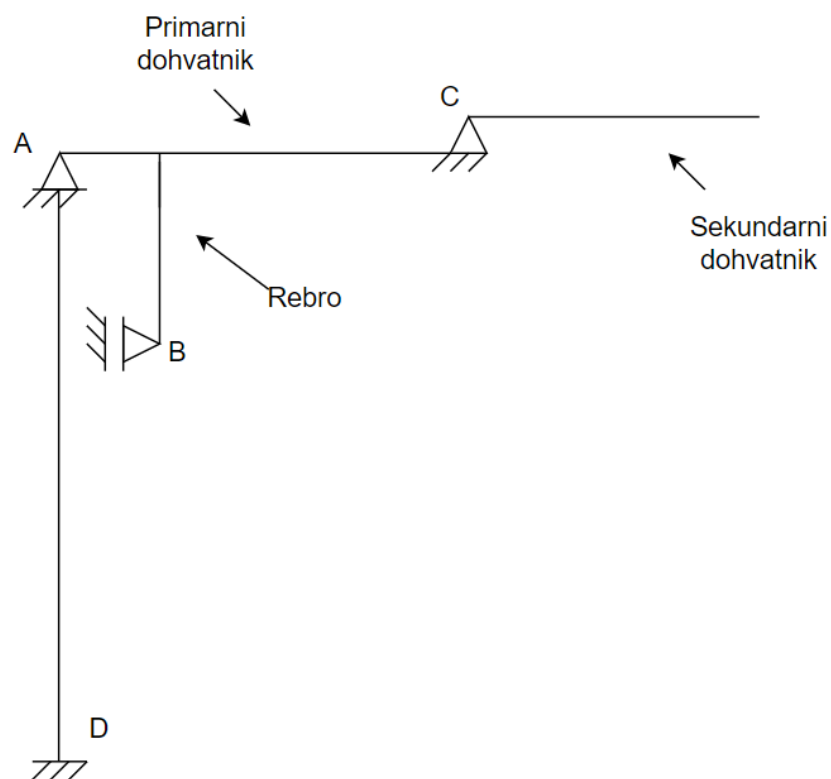 Primarni
dohvatnik
C
A
Sekundarni
dohvatnik
Rebro
B
D